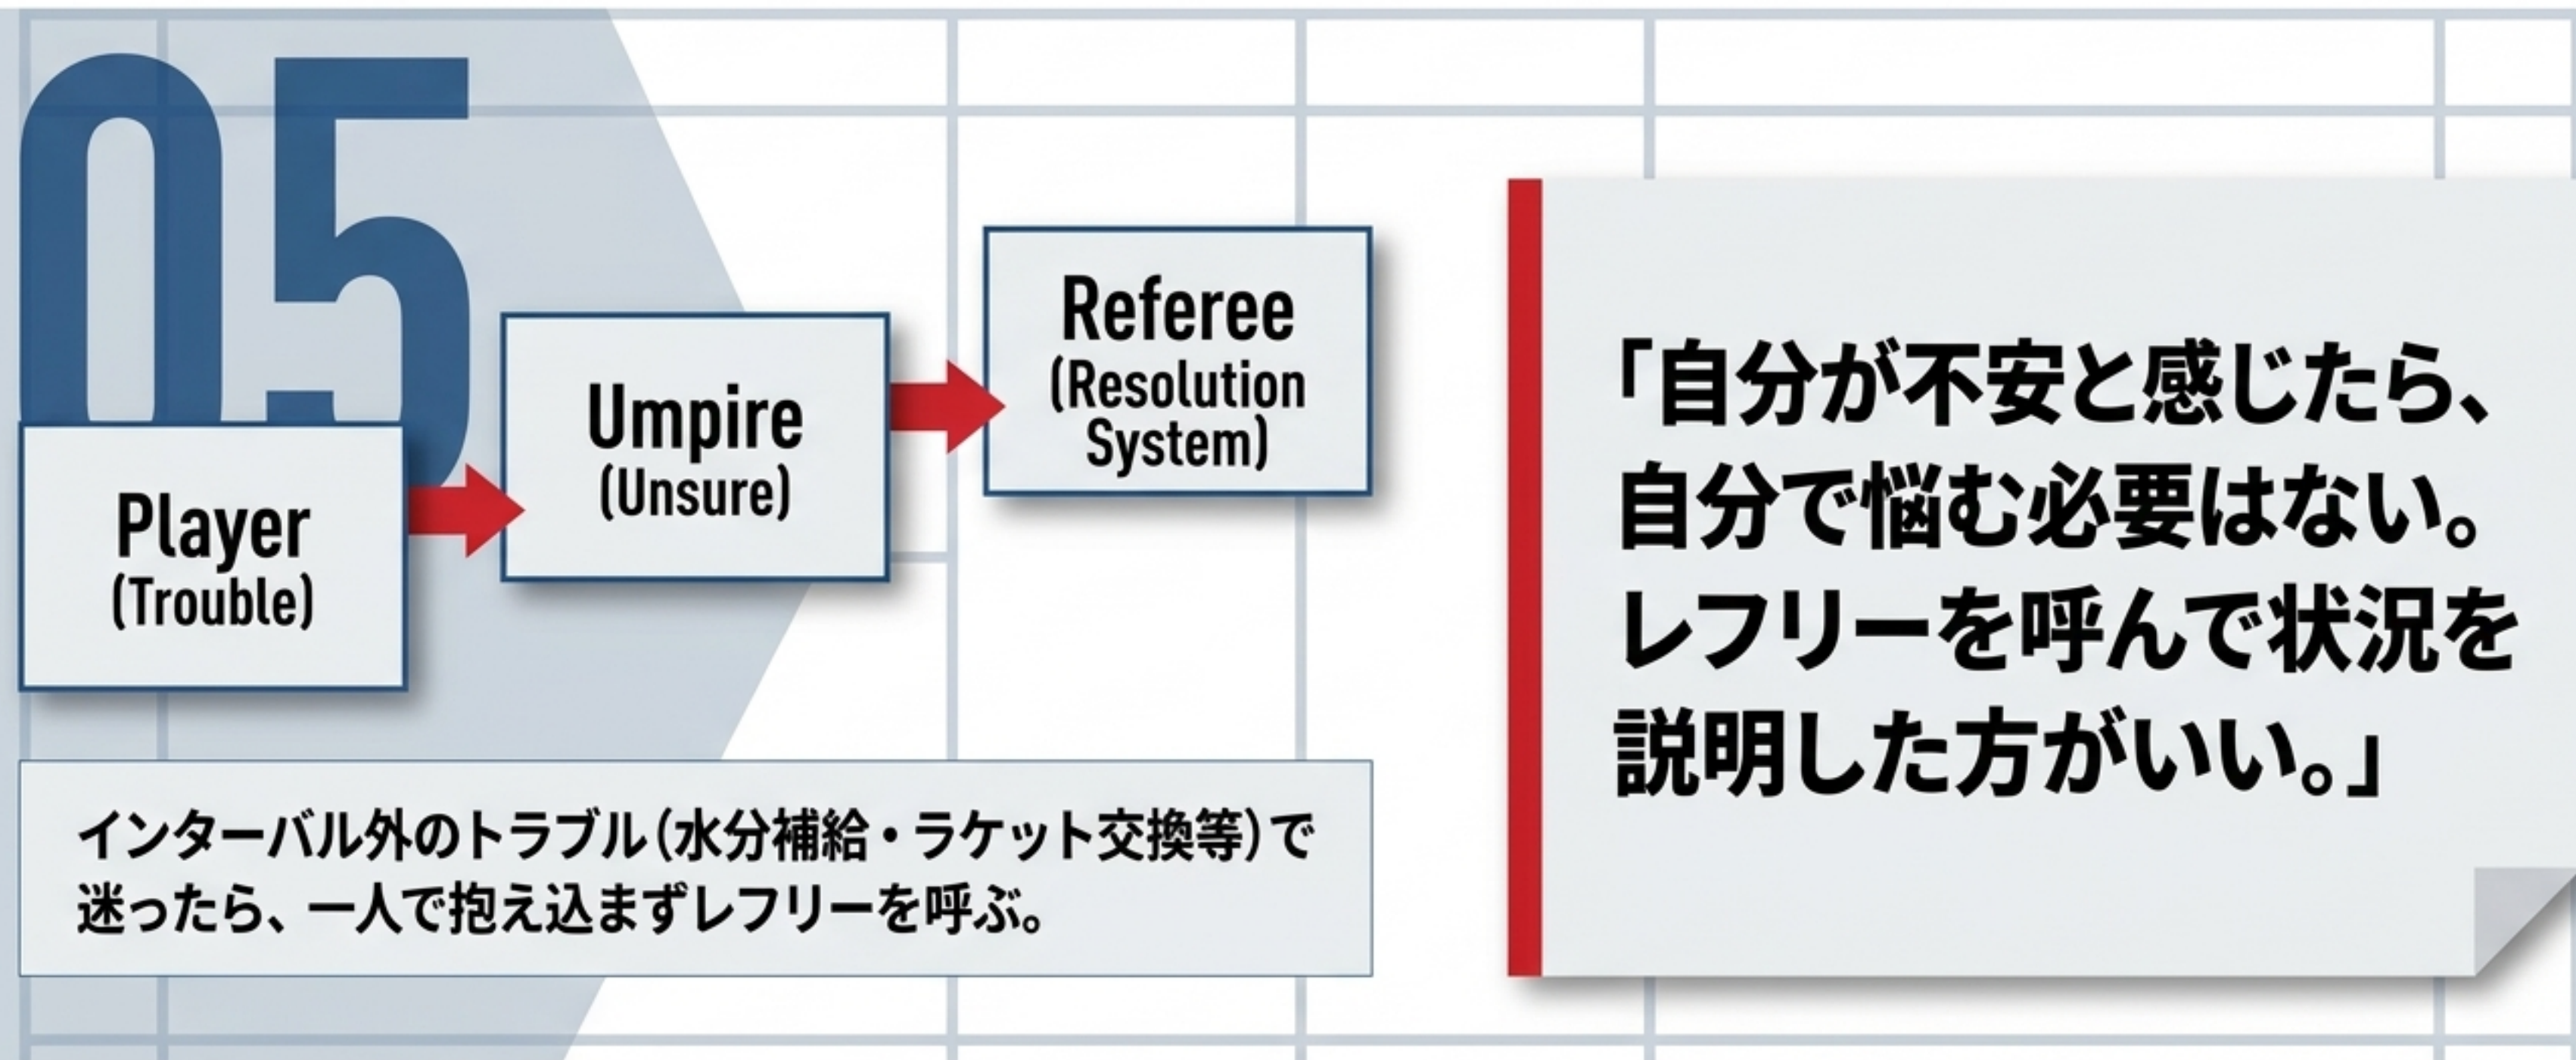 05
Player
(Trouble)
Umpire
(Unsure)
Referee
(Resolution
System)
インターバル外のトラブル(水分補給・ラケット交換等)で
迷ったら、一人で抱え込まずレフリーを呼ぶ。
「自分が不安と感じたら、
自分で悩む必要はない。
レフリーを呼んで状況を
説明した方がいい。」